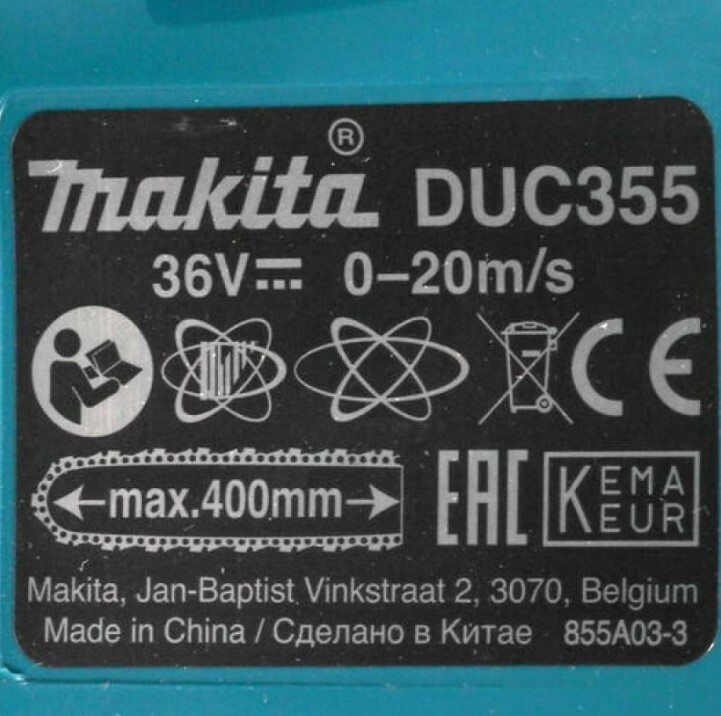 makita® DUC355
36V⎓ 0–20m/s
CE
max.400mm EAC KEMA KEUR
Makita, Jan-Baptist Vinkstraat 2, 3070, Belgium
Made in China / Сделано в Китае 855A03-3